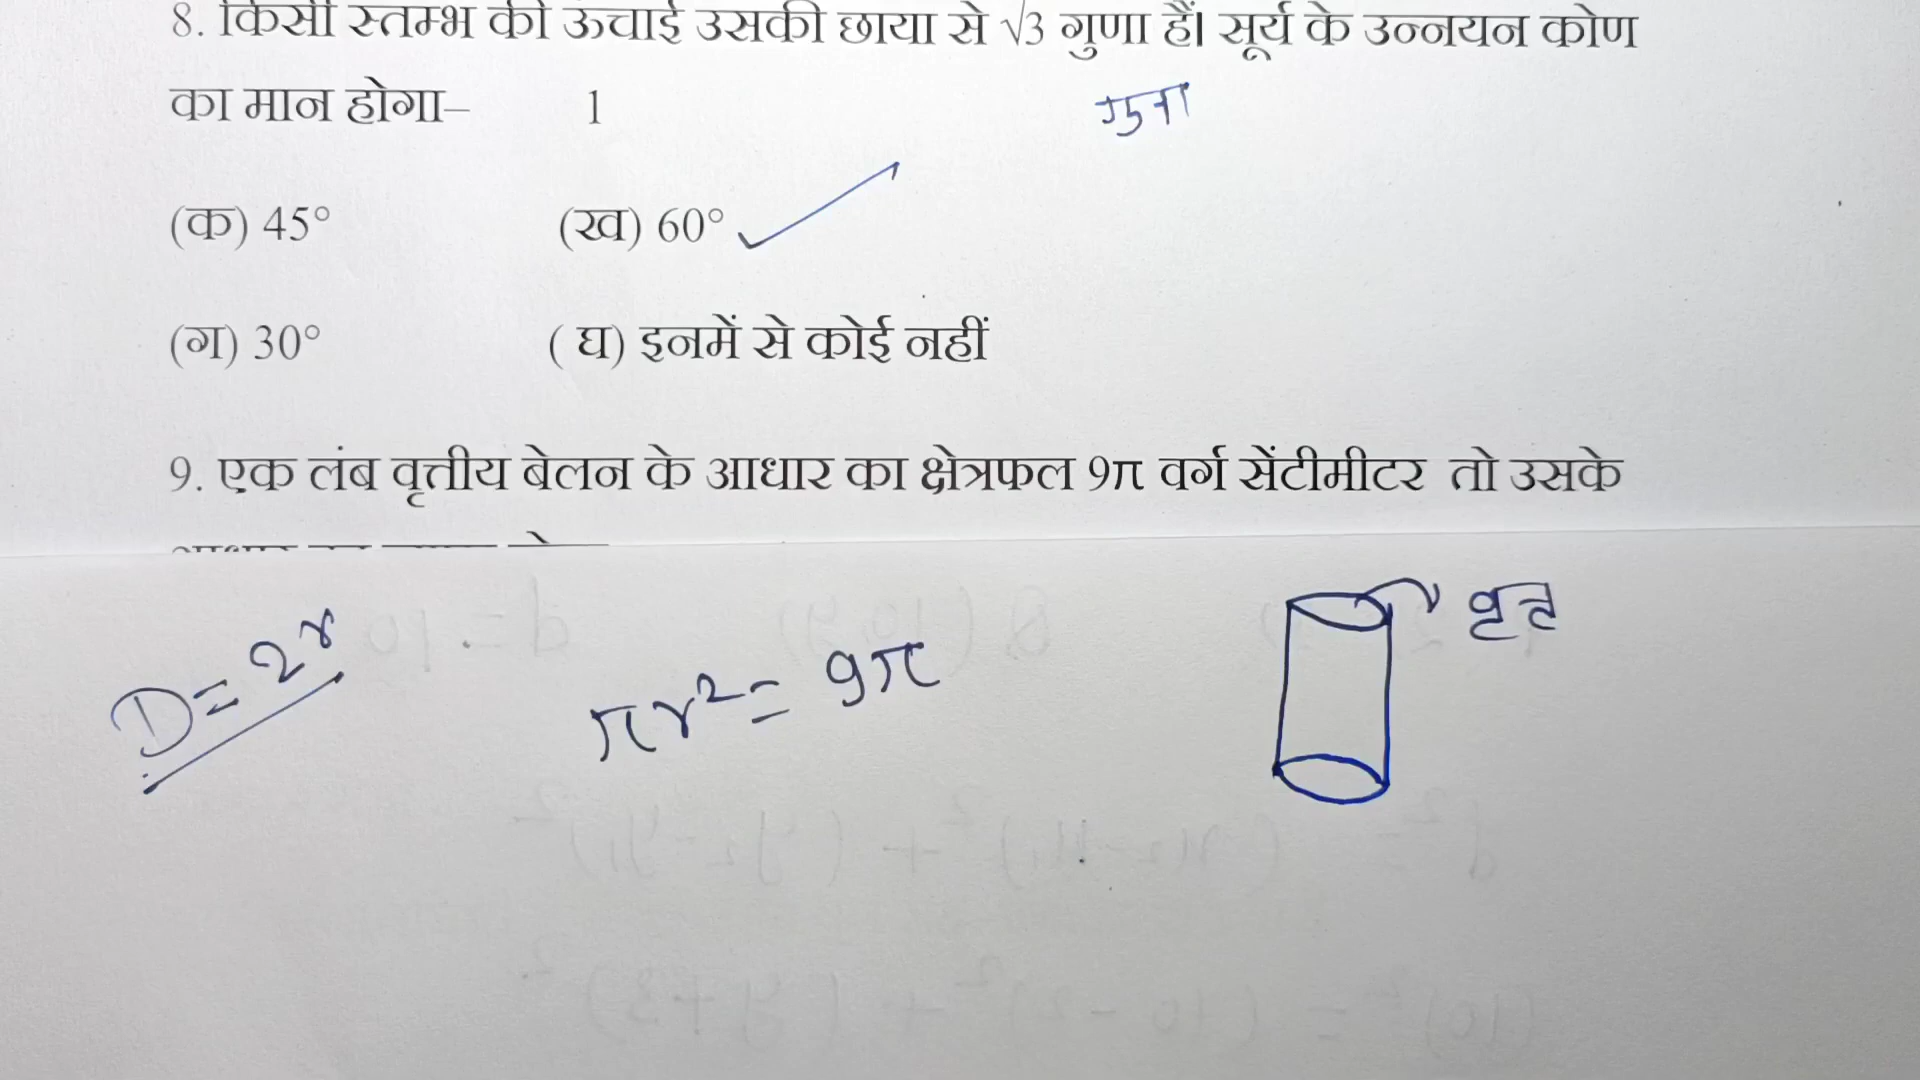 8. किसी स्तम्भ की ऊंचाई उसकी छाया से √3 गुणा हैं। सूर्य के उन्नयन कोण
का मान होगा– 1
गुना
(क) 45° (ख) 60°
(ग) 30° ( घ) इनमें से कोई नहीं
9. एक लंब वृत्तीय बेलन के आधार का क्षेत्रफल 9π वर्ग सेंटीमीटर तो उसके
D = 2r
πr² = 9π
वृत